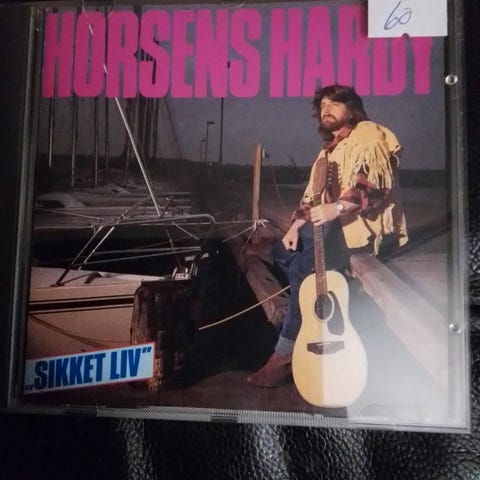 60
HORSENS HARDY
„SIKKET LIV”